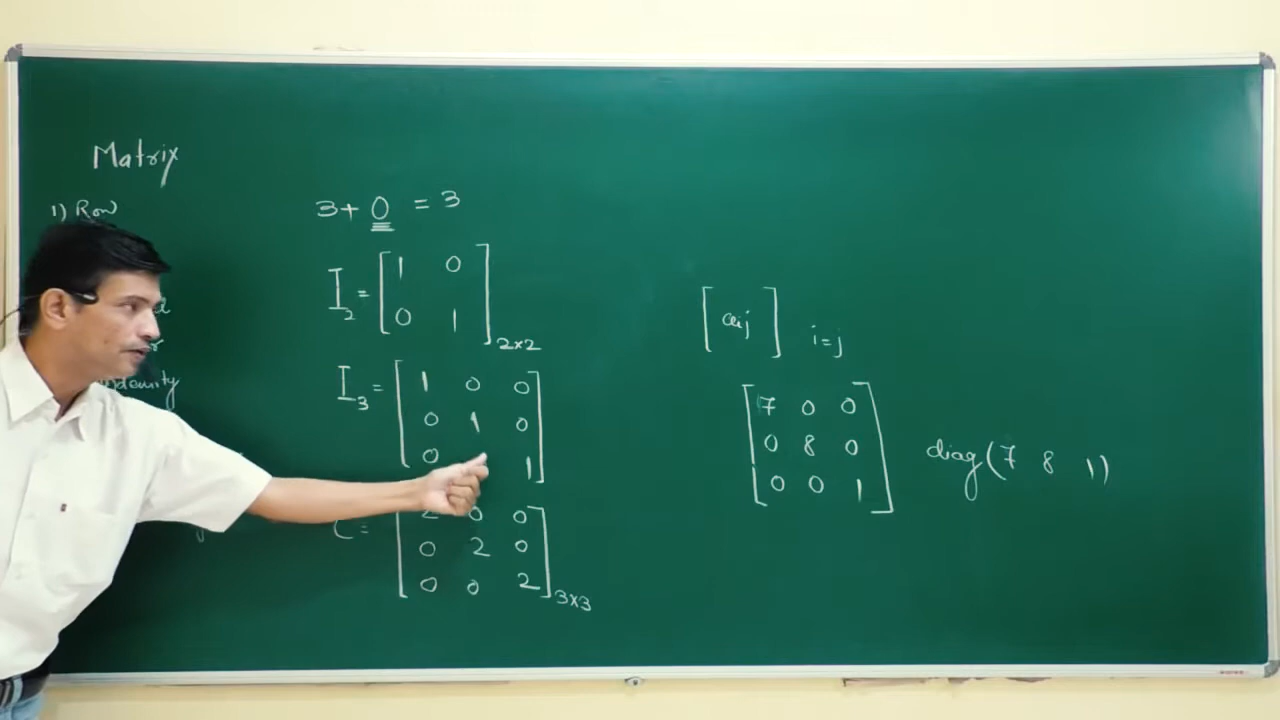 Matrix
1) Row
3+ 0 = 3
I2 = [ 1 0
0 1 ] 2x2
I3 = [ 1 0 0
0 1 0
0 1 ]
C = [ 2 0 0
0 2 0
0 0 2 ] 3x3
[ aij ] i=j
[ 7 0 0
0 8 0
0 0 1 ]
diag(7 8 1)